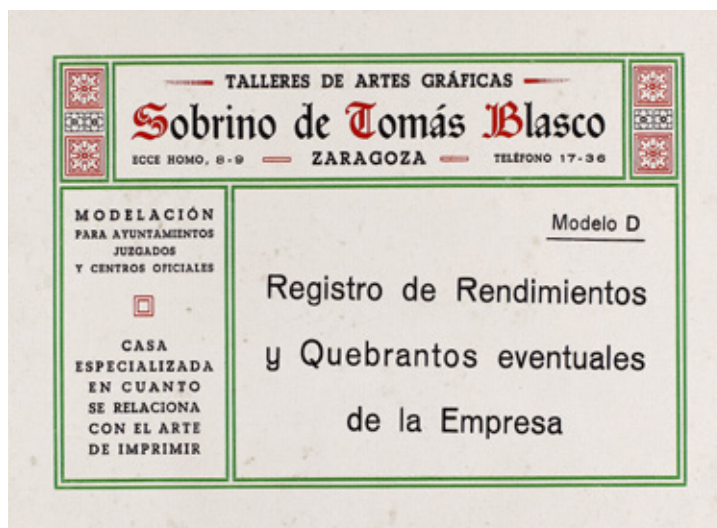 TALLERES DE ARTES GRÁFICAS
Sobrino de Tomás Blasco
ECCE HOMO, 8-9 ZARAGOZA TELÉFONO 17-36
MODELACIÓN
PARA AYUNTAMIENTOS
JUZGADOS
Y CENTROS OFICIALES
CASA
ESPECIALIZADA
EN CUANTO
SE RELACIONA
CON EL ARTE
DE IMPRIMIR
Modelo D
Registro de Rendimientos
y Quebrantos eventuales
de la Empresa